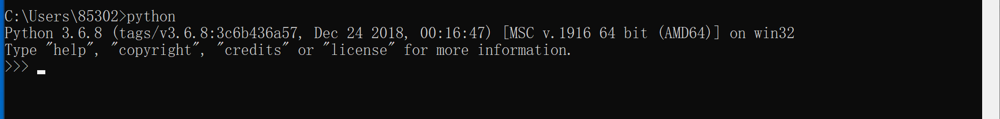 C:\Users\85302>python
Python 3.6.8 (tags/v3.6.8:3c6b436a57, Dec 24 2018, 00:16:47) [MSC v.1916 64 bit (AMD64)] on win32
Type "help", "copyright", "credits" or "license" for more information.
>>>